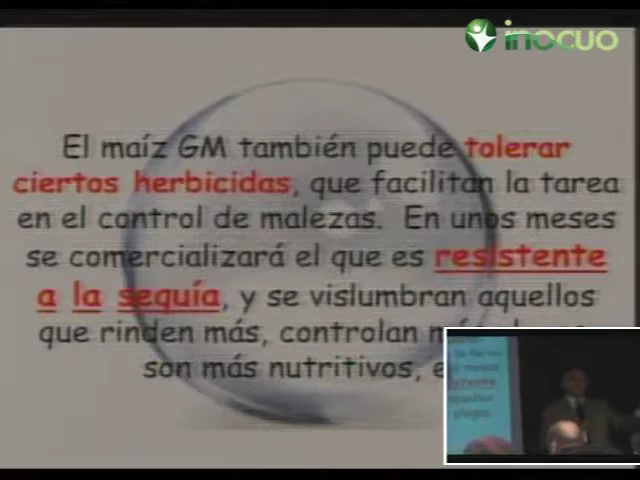 inocuo
El maíz GM también puede tolerar
ciertos herbicidas, que facilitan la tarea
en el control de malezas. En unos meses
se comercializará el que es resistente
a la sequía, y se vislumbran aquellos
que rinden más, controlan
son más nutritivos,